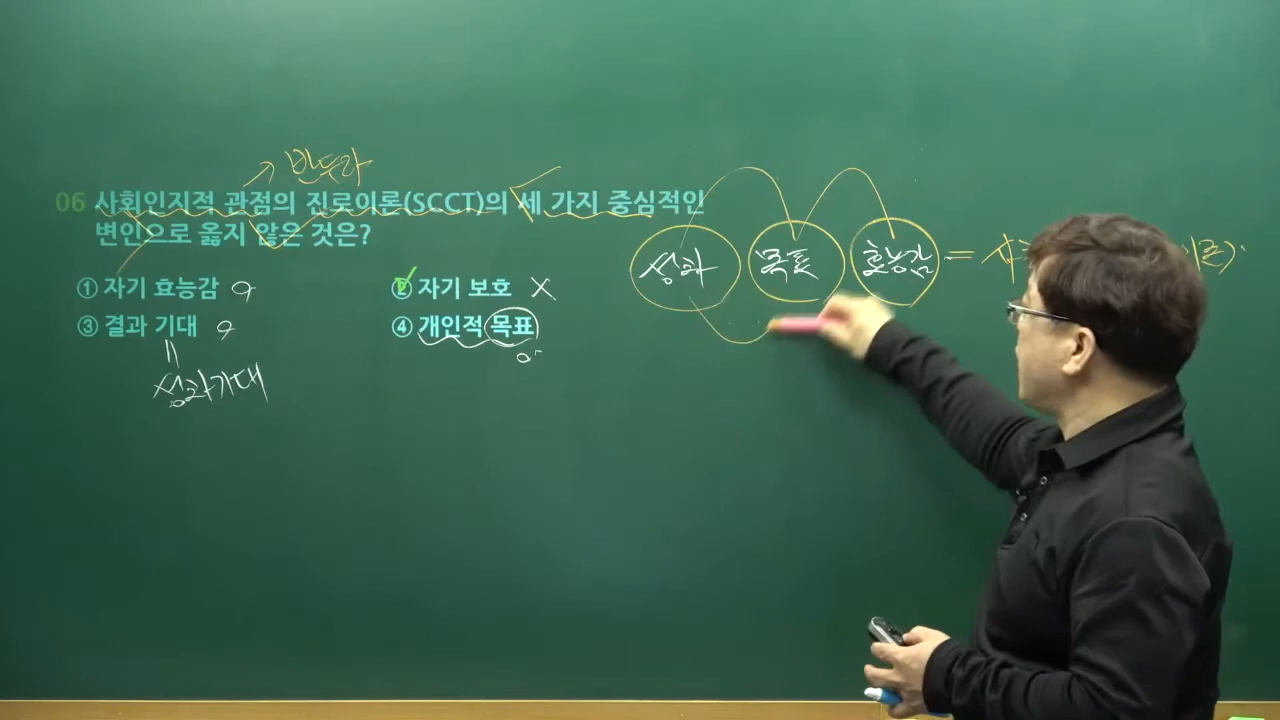 반두라
06 사회인지적 관점의 진로이론(SCCT)의 세 가지 중심적인
변인으로 옳지 않은 것은?
① 자기 효능감
② 자기 보호 X
③ 결과 기대
④ 개인적 목표
=
성과기대
성과 목표 효능감 =